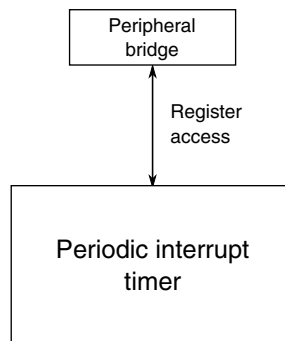 Peripheral
bridge
Register
access
Periodic interrupt
timer